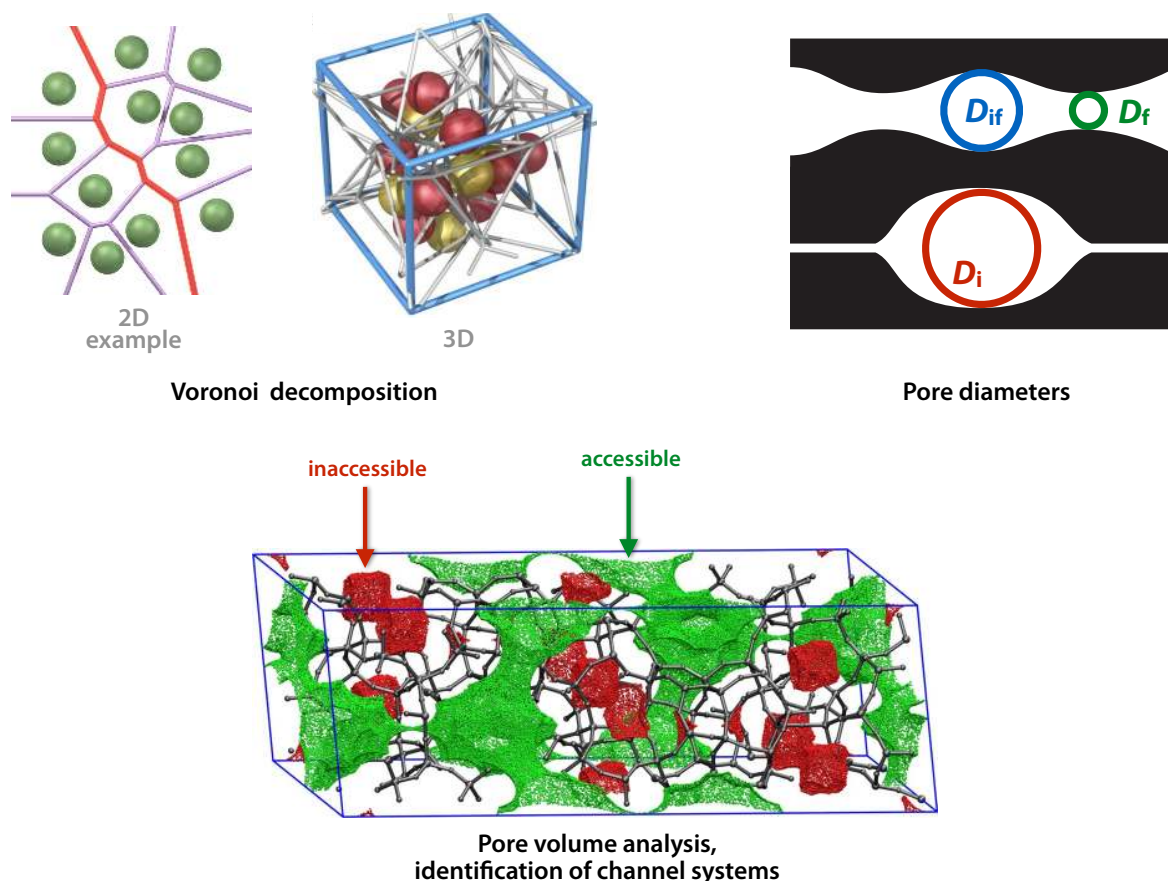 2D
example
3D
Voronoi decomposition
Dif
Df
Di
Pore diameters
inaccessible
accessible
Pore volume analysis,
identification of channel systems